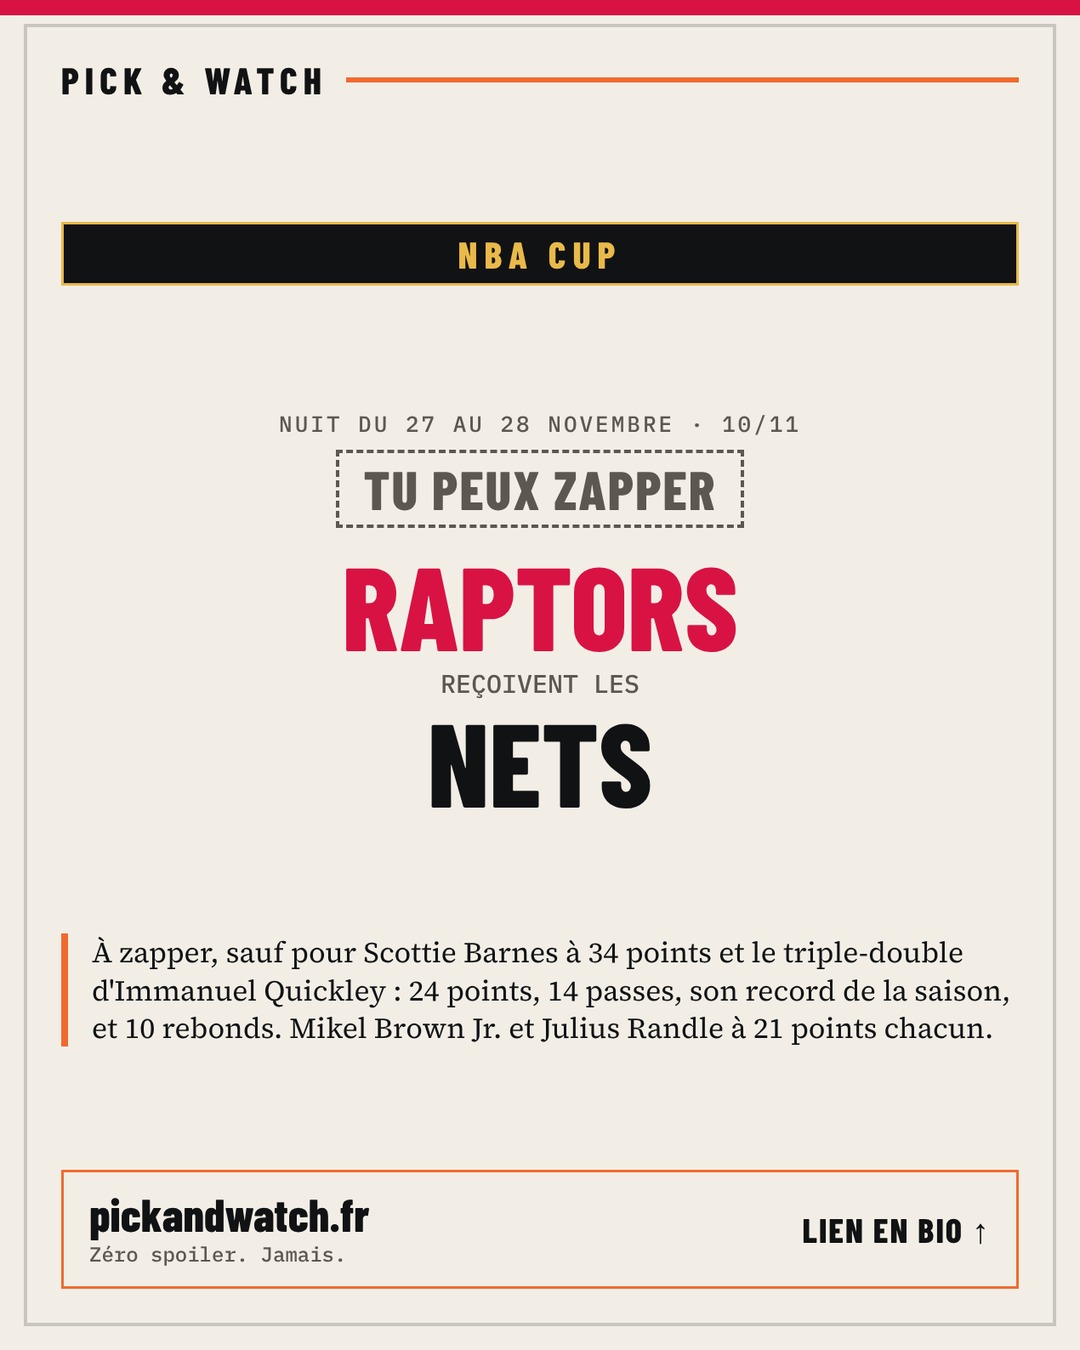 PICK & WATCH
NBA CUP
NUIT DU 27 AU 28 NOVEMBRE · 10/11
TU PEUX ZAPPER
RAPTORS
REÇOIVENT LES
NETS
À zapper, sauf pour Scottie Barnes à 34 points et le triple-double
d'Immanuel Quickley : 24 points, 14 passes, son record de la saison,
et 10 rebonds. Mikel Brown Jr. et Julius Randle à 21 points chacun.
pickandwatch.fr
Zéro spoiler. Jamais.
LIEN EN BIO ↑